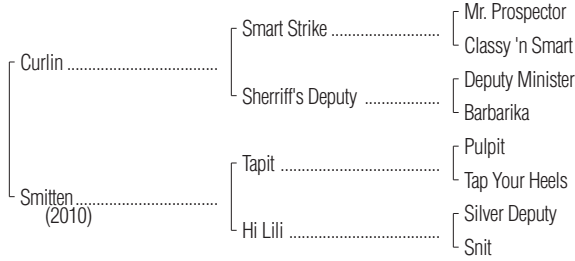 Mr. Prospector
Smart Strike ..............................
Classy 'n Smart
Curlin .........................................
Deputy Minister
Sherriff's Deputy .....................
Barbarika
Pulpit
Tapit ...........................................
Tap Your Heels
Smitten .......................................
(2010)
Silver Deputy
Hi Lili .........................................
Snit